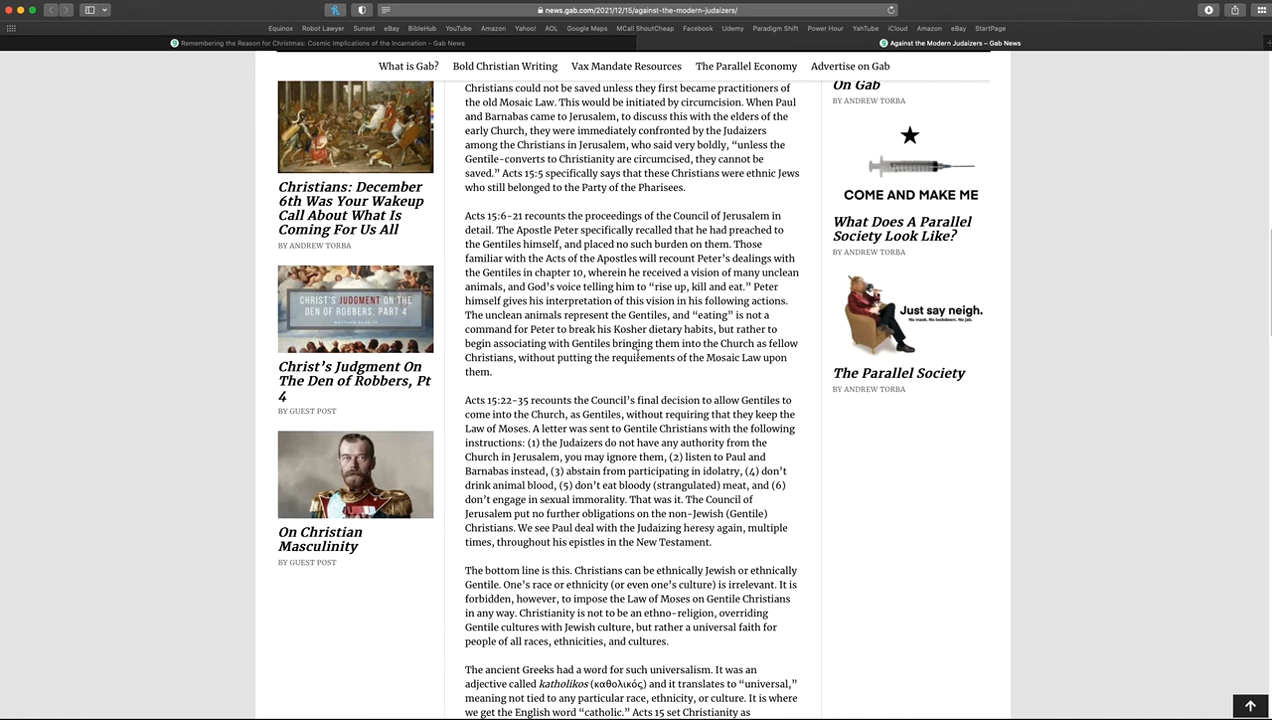 news.gab.com/2021/12/15/against-the-modern-judaizers/
Equinox Robot Lawyer Sunset eBay BibleHub YouTube Amazon Yahoo! AOL Google Maps MCall ShoutCheap Facebook Udemy Paradigm Shift Power Hour YahTube iCloud Amazon eBay StartPage
Remembering the Reason for Christmas: Cosmic Implications of the Incarnation – Gab News
Against the Modern Judaizers – Gab News
What is Gab? Bold Christian Writing Vax Mandate Resources The Parallel Economy Advertise on Gab
Christians: December
6th Was Your Wakeup
Call About What Is
Coming For Us All
BY ANDREW TORBA
CHRIST'S JUDGMENT ON THE
DEN OF ROBBERS, PART 4
Christ's Judgment On
The Den of Robbers, Pt
4
BY GUEST POST
On Christian
Masculinity
BY GUEST POST
Christians could not be saved unless they first became practitioners of
the old Mosaic Law. This would be initiated by circumcision. When Paul
and Barnabas came to Jerusalem, to discuss this with the elders of the
early Church, they were immediately confronted by the Judaizers
among the Christians in Jerusalem, who said very boldly, “unless the
Gentile-converts to Christianity are circumcised, they cannot be
saved.” Acts 15:5 specifically says that these Christians were ethnic Jews
who still belonged to the Party of the Pharisees.
Acts 15:6-21 recounts the proceedings of the Council of Jerusalem in
detail. The Apostle Peter specifically recalled that he had preached to
the Gentiles himself, and placed no such burden on them. Those
familiar with the Acts of the Apostles will recount Peter’s dealings with
the Gentiles in chapter 10, wherein he received a vision of many unclean
animals, and God’s voice telling him to “rise up, kill and eat.” Peter
himself gives his interpretation of this vision in his following actions.
The unclean animals represent the Gentiles, and “eating” is not a
command for Peter to break his Kosher dietary habits, but rather to
begin associating with Gentiles bringing them into the Church as fellow
Christians, without putting the requirements of the Mosaic Law upon
them.
Acts 15:22-35 recounts the Council’s final decision to allow Gentiles to
come into the Church, as Gentiles, without requiring that they keep the
Law of Moses. A letter was sent to Gentile Christians with the following
instructions: (1) the Judaizers do not have any authority from the
Church in Jerusalem, you may ignore them, (2) listen to Paul and
Barnabas instead, (3) abstain from participating in idolatry, (4) don’t
drink animal blood, (5) don’t eat bloody (strangulated) meat, and (6)
don’t engage in sexual immorality. That was it. The Council of
Jerusalem put no further obligations on the non-Jewish (Gentile)
Christians. We see Paul deal with the Judaizing heresy again, multiple
times, throughout his epistles in the New Testament.
The bottom line is this. Christians can be ethnically Jewish or ethnically
Gentile. One’s race or ethnicity (or even one’s culture) is irrelevant. It is
forbidden, however, to impose the Law of Moses on Gentile Christians
in any way. Christianity is not to be an ethno-religion, overriding
Gentile cultures with Jewish culture, but rather a universal faith for
people of all races, ethnicities, and cultures.
The ancient Greeks had a word for such universalism. It was an
adjective called katholikos (καθολικός) and it translates to “universal,”
meaning not tied to any particular race, ethnicity, or culture. It is where
we get the English word “catholic.” Acts 15 set Christianity as
On Gab
BY ANDREW TORBA
COME AND MAKE ME
What Does A Parallel
Society Look Like?
BY ANDREW TORBA
Just say neigh.
No mask. No lockdown. No jab.
The Parallel Society
BY ANDREW TORBA